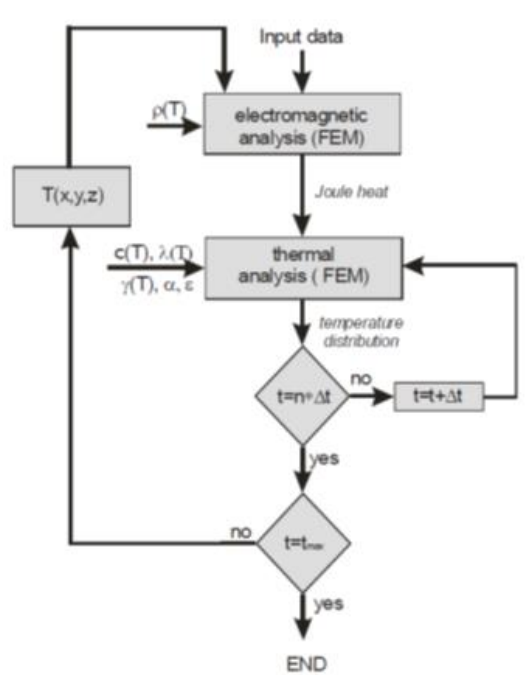 Input data
ρ(T)
electromagnetic
analysis (FEM)
Joule heat
T(x,y,z)
c(T), λ(T)
γ(T), α, ε
thermal
analysis ( FEM)
temperature
distribution
t=n*Δt
no
t=t+Δt
yes
no
t=tmax
yes
END